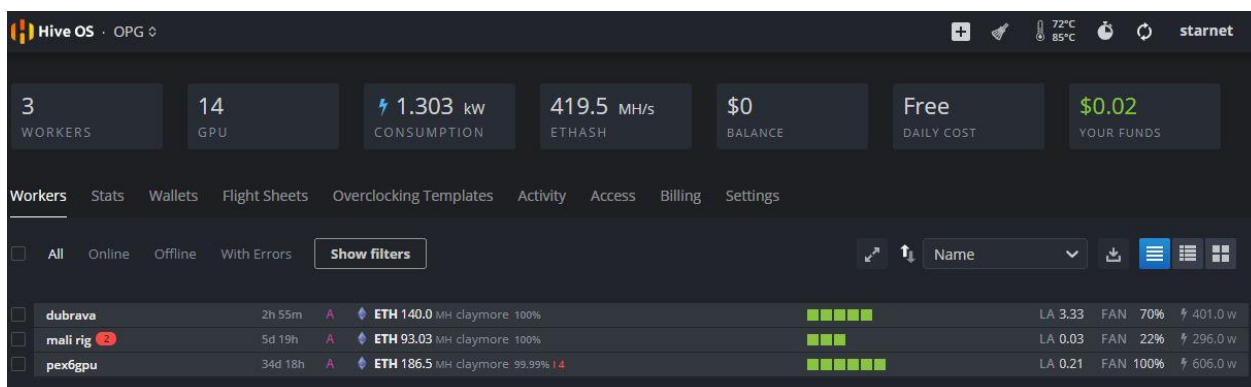 Hive OS · OPG 72°C 85°C starnet
3 14 1.303 kW 419.5 MH/s $0 Free $0.02
WORKERS GPU CONSUMPTION ETHASH BALANCE DAILY COST YOUR FUNDS
Workers Stats Wallets Flight Sheets Overclocking Templates Activity Access Billing Settings
All Online Offline With Errors Show filters Name
dubrava 2h 55m A ETH 140.0 MH claymore 100% LA 3.33 FAN 70% 401.0 w
mali rig 2 5d 19h A ETH 93.03 MH claymore 100% LA 0.03 FAN 22% 296.0 w
pex6gpu 34d 18h A ETH 186.5 MH claymore 99.99% I 4 LA 0.21 FAN 100% 606.0 w